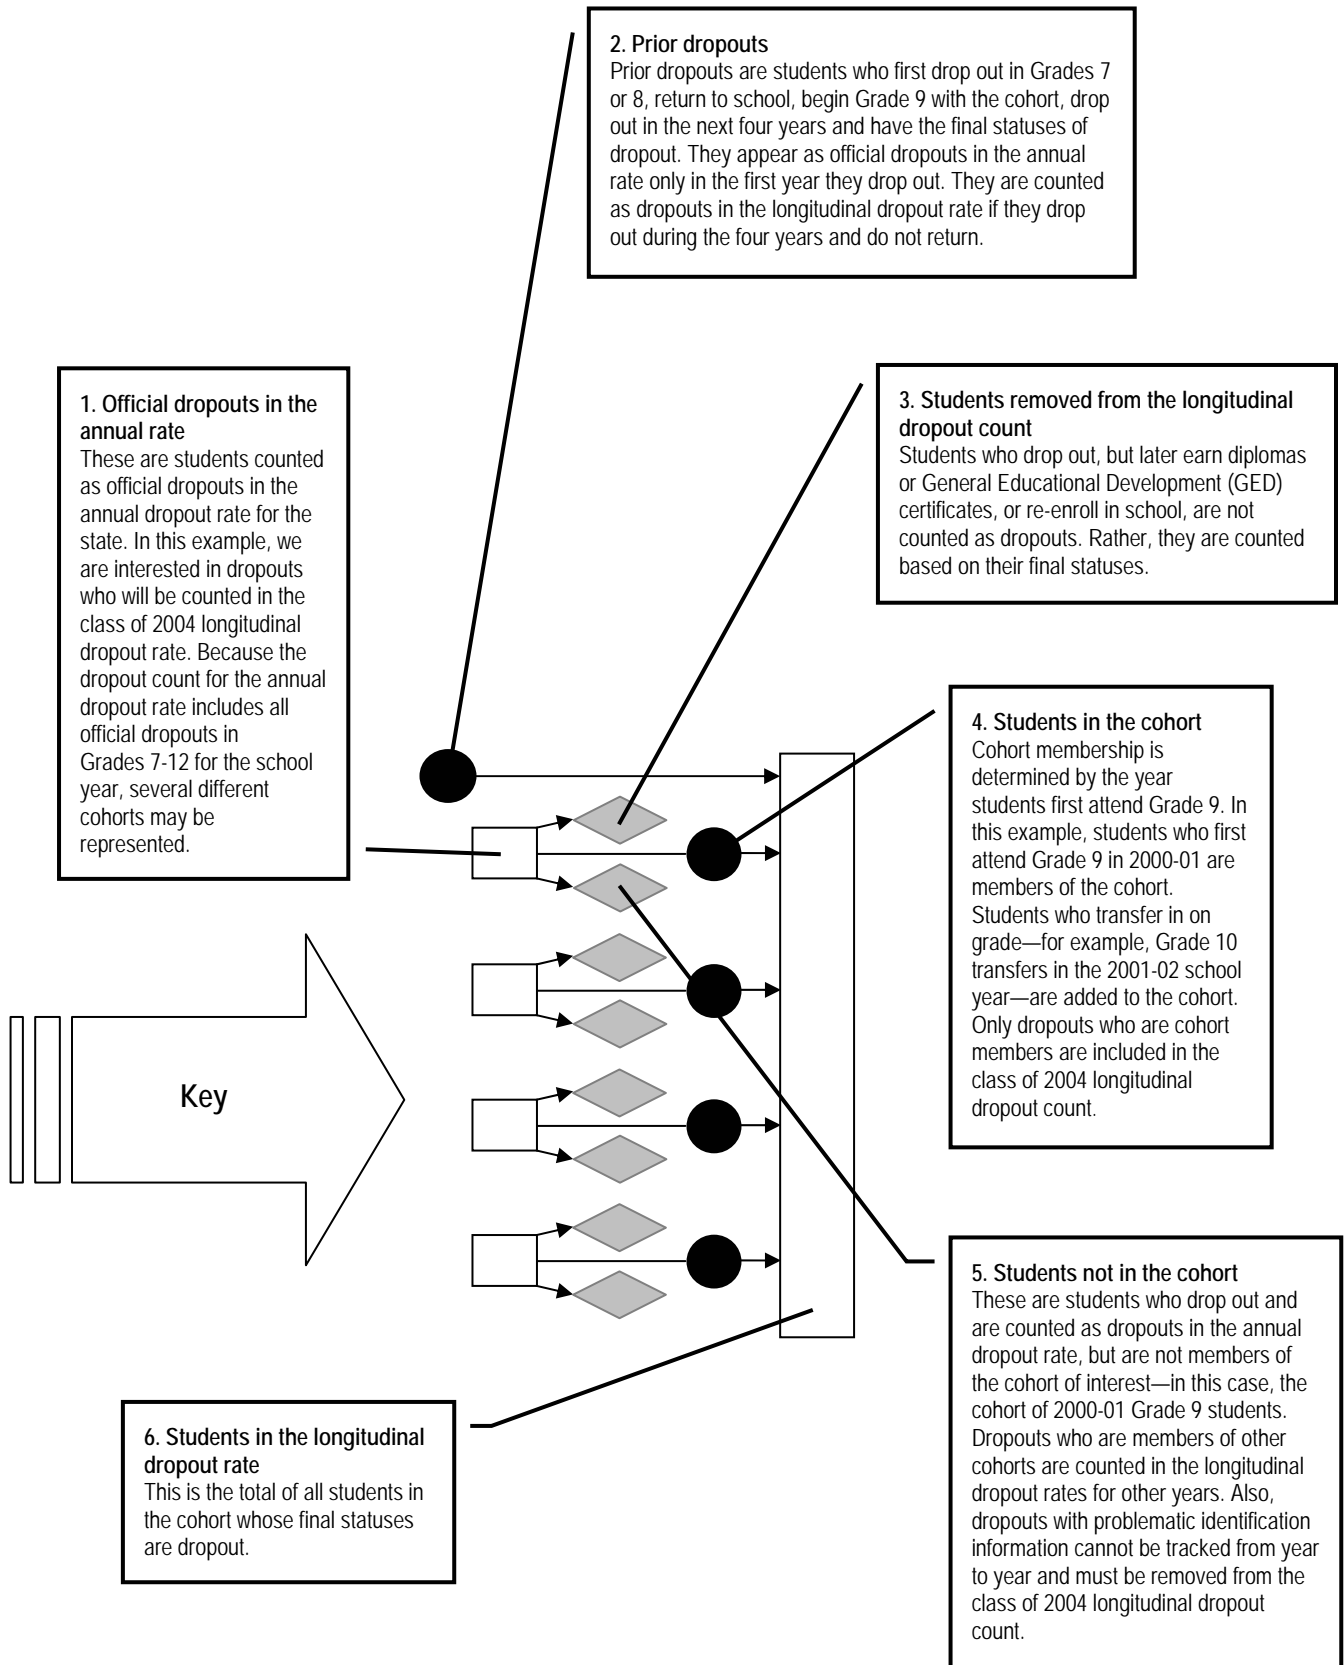 2. Prior dropouts
Prior dropouts are students who first drop out in Grades 7
or 8, return to school, begin Grade 9 with the cohort, drop
out in the next four years and have the final statuses of
dropout. They appear as official dropouts in the annual
rate only in the first year they drop out. They are counted
as dropouts in the longitudinal dropout rate if they drop
out during the four years and do not return.
1. Official dropouts in the
annual rate
These are students counted
as official dropouts in the
annual dropout rate for the
state. In this example, we
are interested in dropouts
who will be counted in the
class of 2004 longitudinal
dropout rate. Because the
dropout count for the annual
dropout rate includes all
official dropouts in
Grades 7-12 for the school
year, several different
cohorts may be
represented.
3. Students removed from the longitudinal
dropout count
Students who drop out, but later earn diplomas
or General Educational Development (GED)
certificates, or re-enroll in school, are not
counted as dropouts. Rather, they are counted
based on their final statuses.
4. Students in the cohort
Cohort membership is
determined by the year
students first attend Grade 9. In
this example, students who first
attend Grade 9 in 2000-01 are
members of the cohort.
Students who transfer in on
grade—for example, Grade 10
transfers in the 2001-02 school
year—are added to the cohort.
Only dropouts who are cohort
members are included in the
class of 2004 longitudinal
dropout count.
Key
5. Students not in the cohort
These are students who drop out and
are counted as dropouts in the annual
dropout rate, but are not members of
the cohort of interest—in this case, the
cohort of 2000-01 Grade 9 students.
Dropouts who are members of other
cohorts are counted in the longitudinal
dropout rates for other years. Also,
dropouts with problematic identification
information cannot be tracked from year
to year and must be removed from the
class of 2004 longitudinal dropout
count.
6. Students in the longitudinal
dropout rate
This is the total of all students in
the cohort whose final statuses
are dropout.